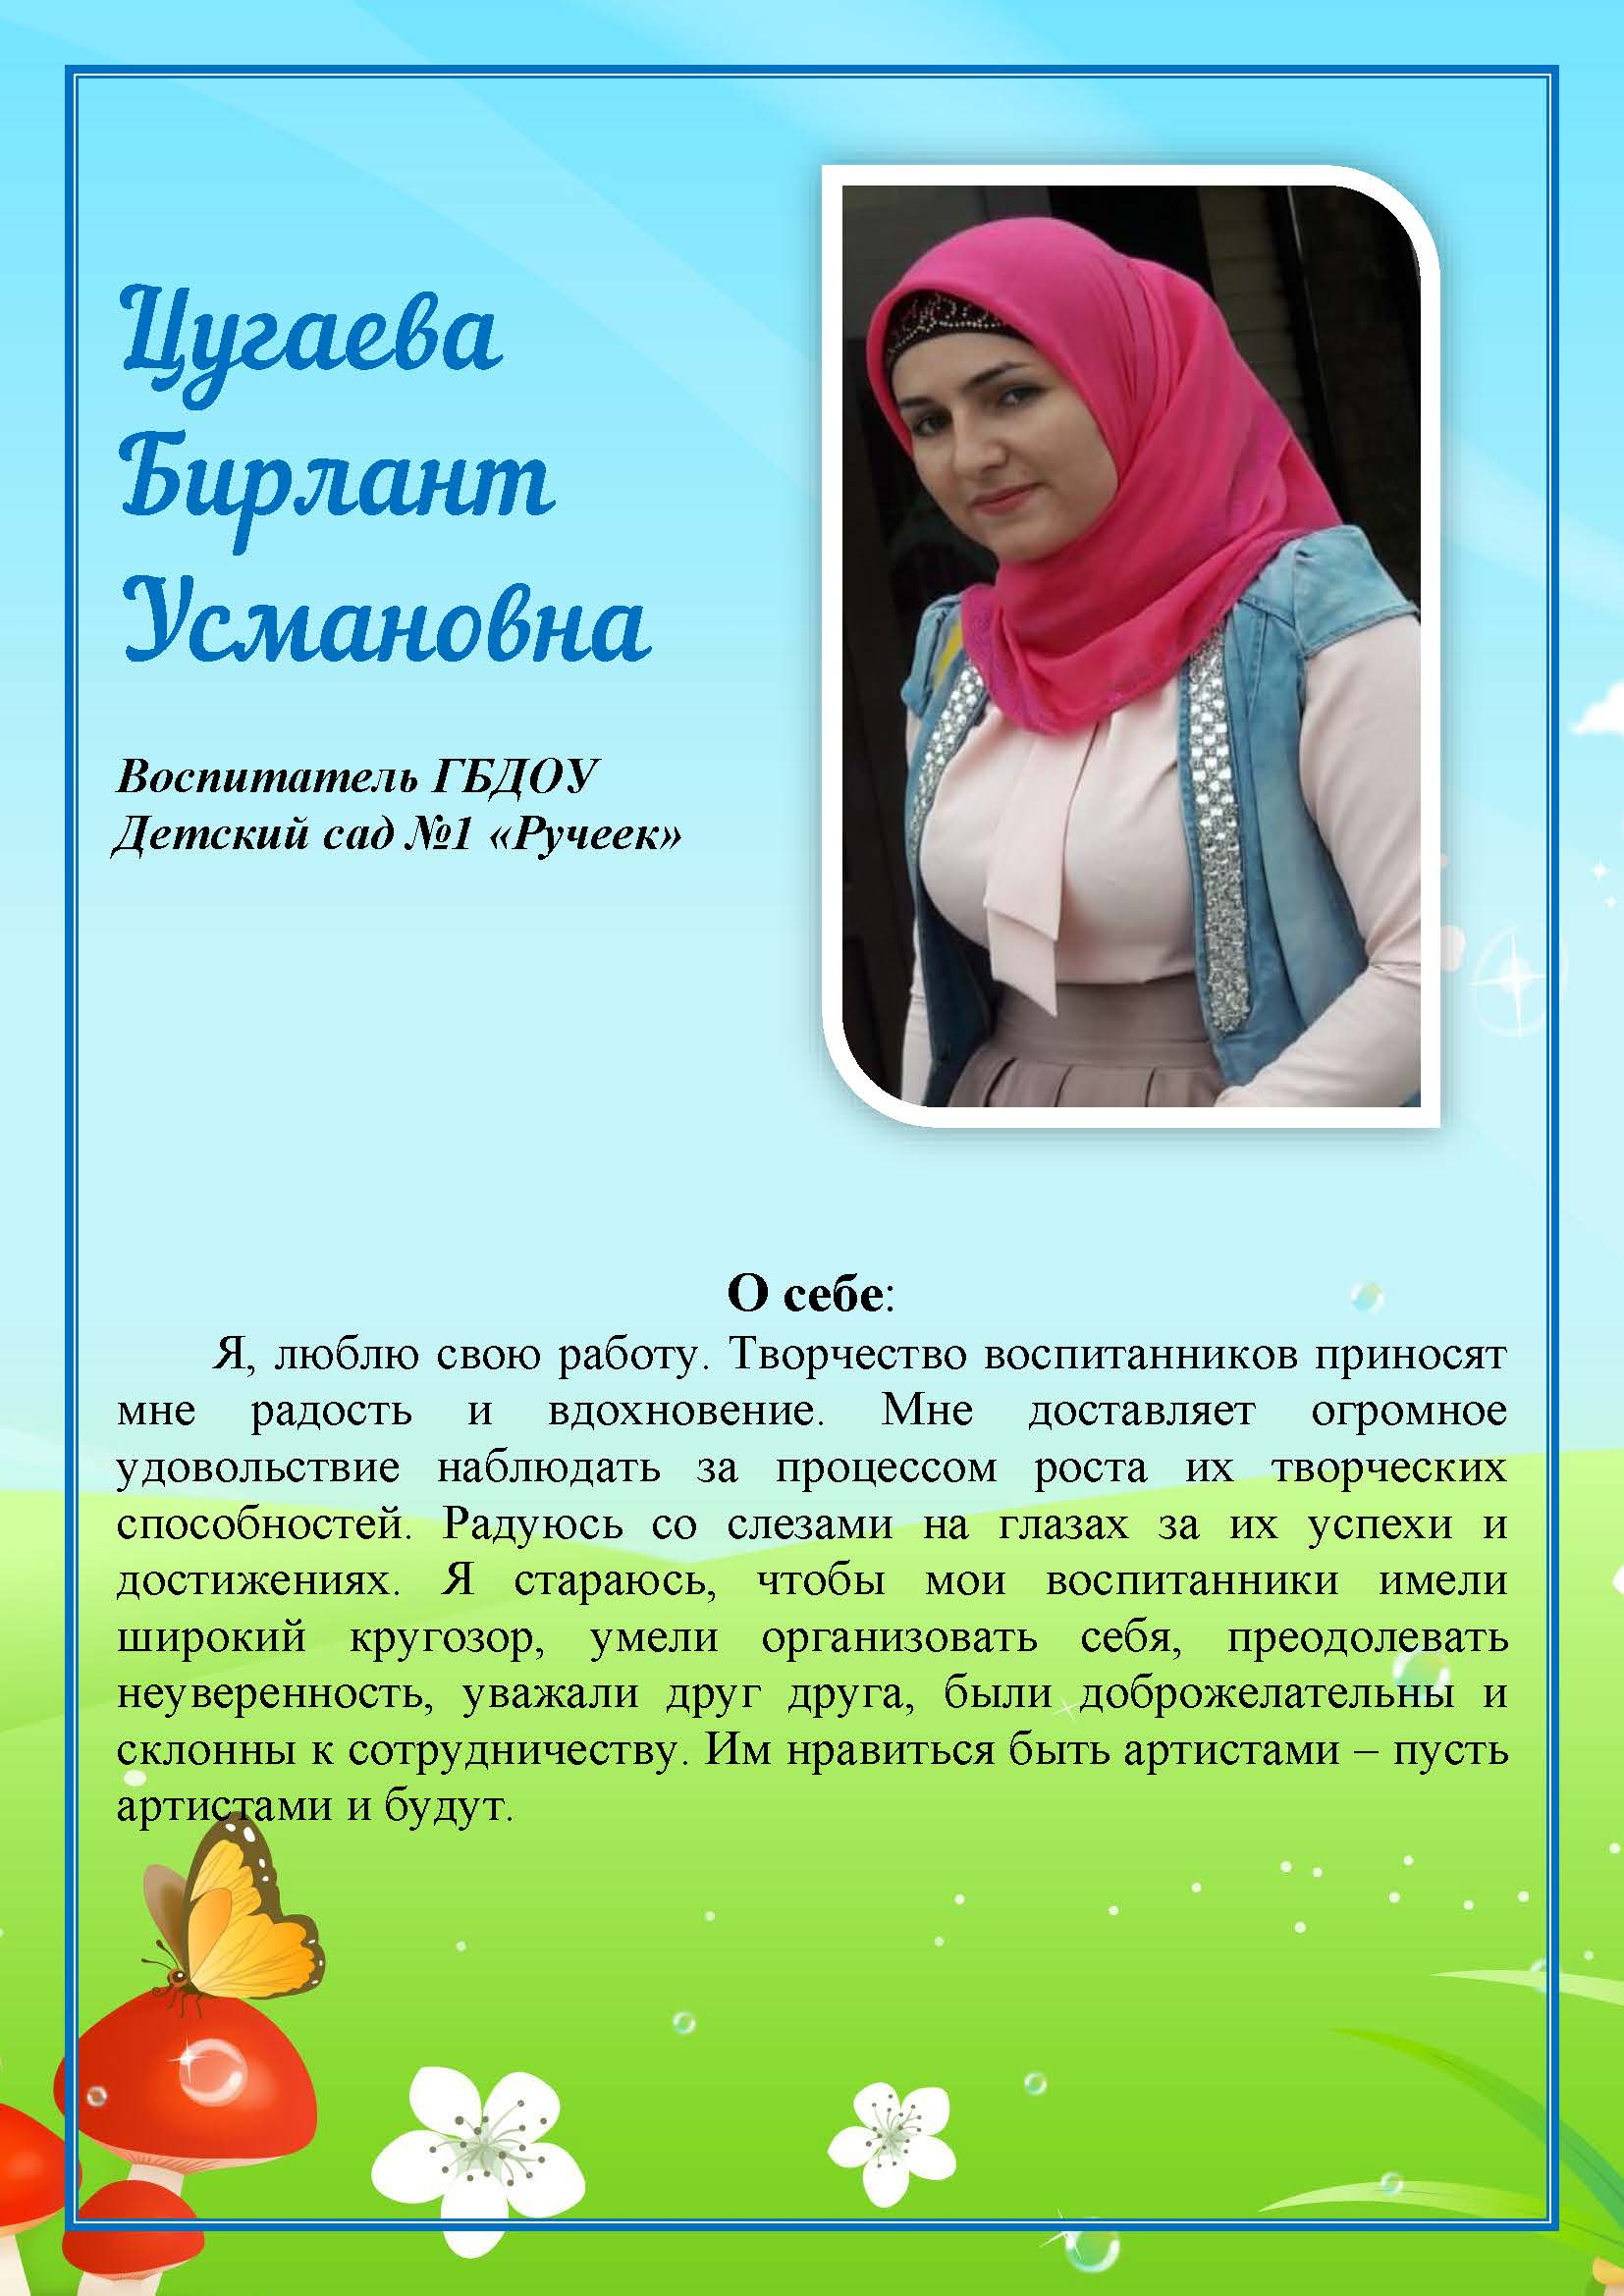 Цугаева
Бирлант
Усмановна
Воспитатель ГБДОУ
Детский сад №1 «Ручеек»
О себе:
Я, люблю свою работу. Творчество воспитанников приносят
мне радость и вдохновение. Мне доставляет огромное
удовольствие наблюдать за процессом роста их творческих
способностей. Радуюсь со слезами на глазах за их успехи и
достижениях. Я стараюсь, чтобы мои воспитанники имели
широкий кругозор, умели организовать себя, преодолевать
неуверенность, уважали друг друга, были доброжелательны и
склонны к сотрудничеству. Им нравиться быть артистами – пусть
артистами и будут.